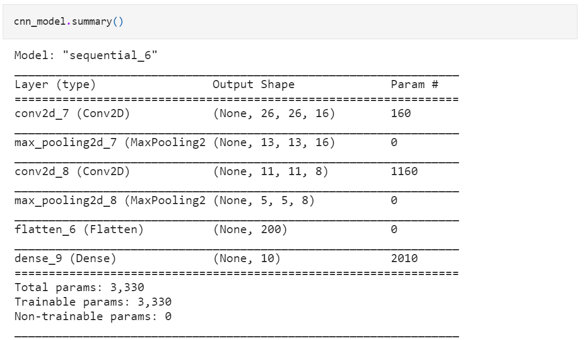 cnn_model.summary()
Model: "sequential_6"
Layer (type) Output Shape Param #
conv2d_7 (Conv2D) (None, 26, 26, 16) 160
max_pooling2d_7 (MaxPooling2 (None, 13, 13, 16) 0
conv2d_8 (Conv2D) (None, 11, 11, 8) 1160
max_pooling2d_8 (MaxPooling2 (None, 5, 5, 8) 0
flatten_6 (Flatten) (None, 200) 0
dense_9 (Dense) (None, 10) 2010
Total params: 3,330
Trainable params: 3,330
Non-trainable params: 0